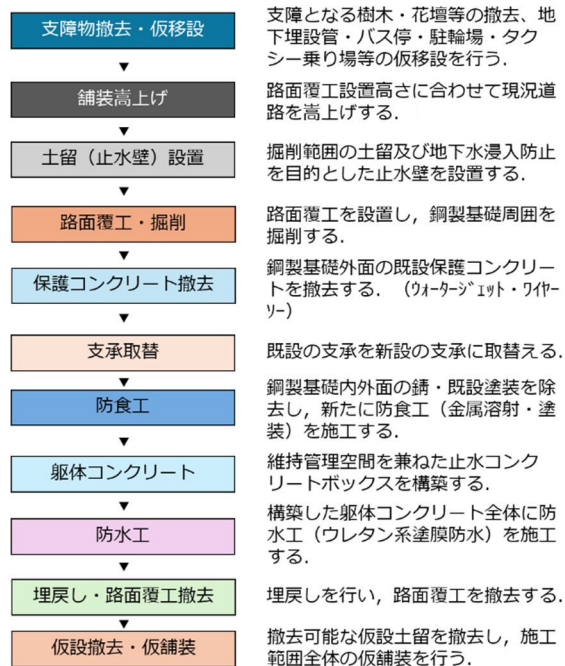 支障物撤去・仮移設
支障となる樹木・花壇等の撤去、地
下埋設管・バス停・駐輪場・タク
シー乗り場等の仮移設を行う.
▼
舗装嵩上げ
路面覆工設置高さに合わせて現況道
路を嵩上げする.
▼
土留（止水壁）設置
掘削範囲の土留及び地下水浸入防止
を目的とした止水壁を設置する.
▼
路面覆工・掘削
路面覆工を設置し，鋼製基礎周囲を
掘削する.
▼
保護コンクリート撤去
鋼製基礎外面の既設保護コンクリー
トを撤去する. （ｳｫｰﾀｰｼﾞｪｯﾄ・ﾜｲﾔｰ
ｿｰ）
▼
支承取替
既設の支承を新設の支承に取替える.
▼
防食工
鋼製基礎内外面の錆・既設塗装を除
去し，新たに防食工（金属溶射・塗
装）を施工する.
▼
躯体コンクリート
維持管理空間を兼ねた止水コンク
リートボックスを構築する.
▼
防水工
構築した躯体コンクリート全体に防
水工（ウレタン系塗膜防水）を施工
する.
▼
埋戻し・路面覆工撤去
埋戻しを行い，路面覆工を撤去する.
▼
仮設撤去・仮舗装
撤去可能な仮設土留を撤去し，施工
範囲全体の仮舗装を行う.